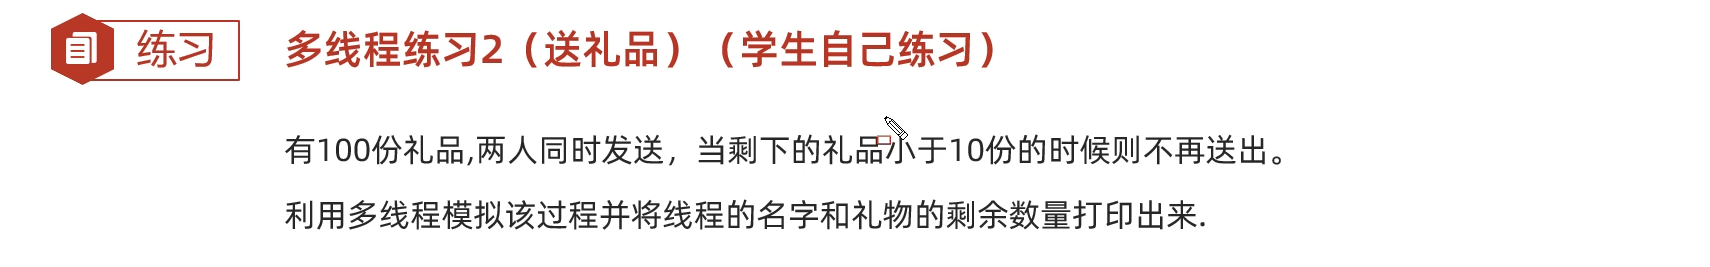 练习
多线程练习2（送礼品）（学生自己练习）
有100份礼品,两人同时发送，当剩下的礼品小于10份的时候则不再送出。
利用多线程模拟该过程并将线程的名字和礼物的剩余数量打印出来.